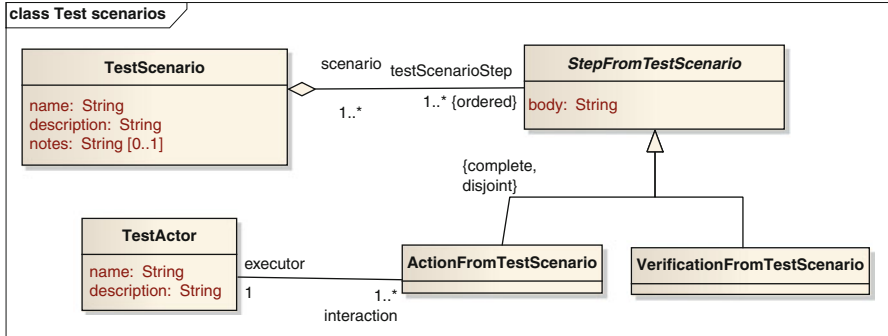 class Test scenarios
TestScenario
name: String
description: String
notes: String [0..1]
scenario
1..*
testScenarioStep
1..* {ordered}
StepFromTestScenario
body: String
{complete,
disjoint}
TestActor
name: String
description: String
executor
1
1..*
interaction
ActionFromTestScenario
VerificationFromTestScenario